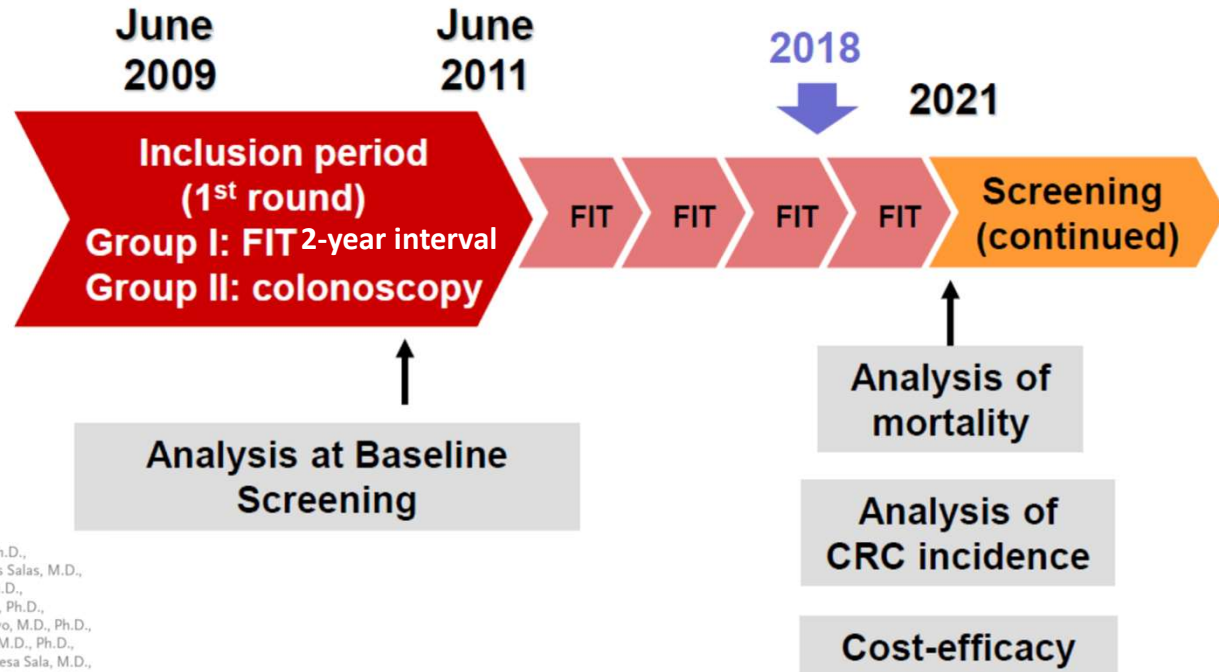 June
2009
June
2011
2018
2021
Inclusion period
(1st round)
Group I: FIT 2-year interval
Group II: colonoscopy
FIT
FIT
FIT
FIT
Screening
(continued)
Analysis at Baseline
Screening
Analysis of
mortality
Analysis of
CRC incidence
Cost-efficacy
Salas, M.D.,
Ph.D.,
M.D., Ph.D.,
M.D., Ph.D.,
Sala, M.D.,